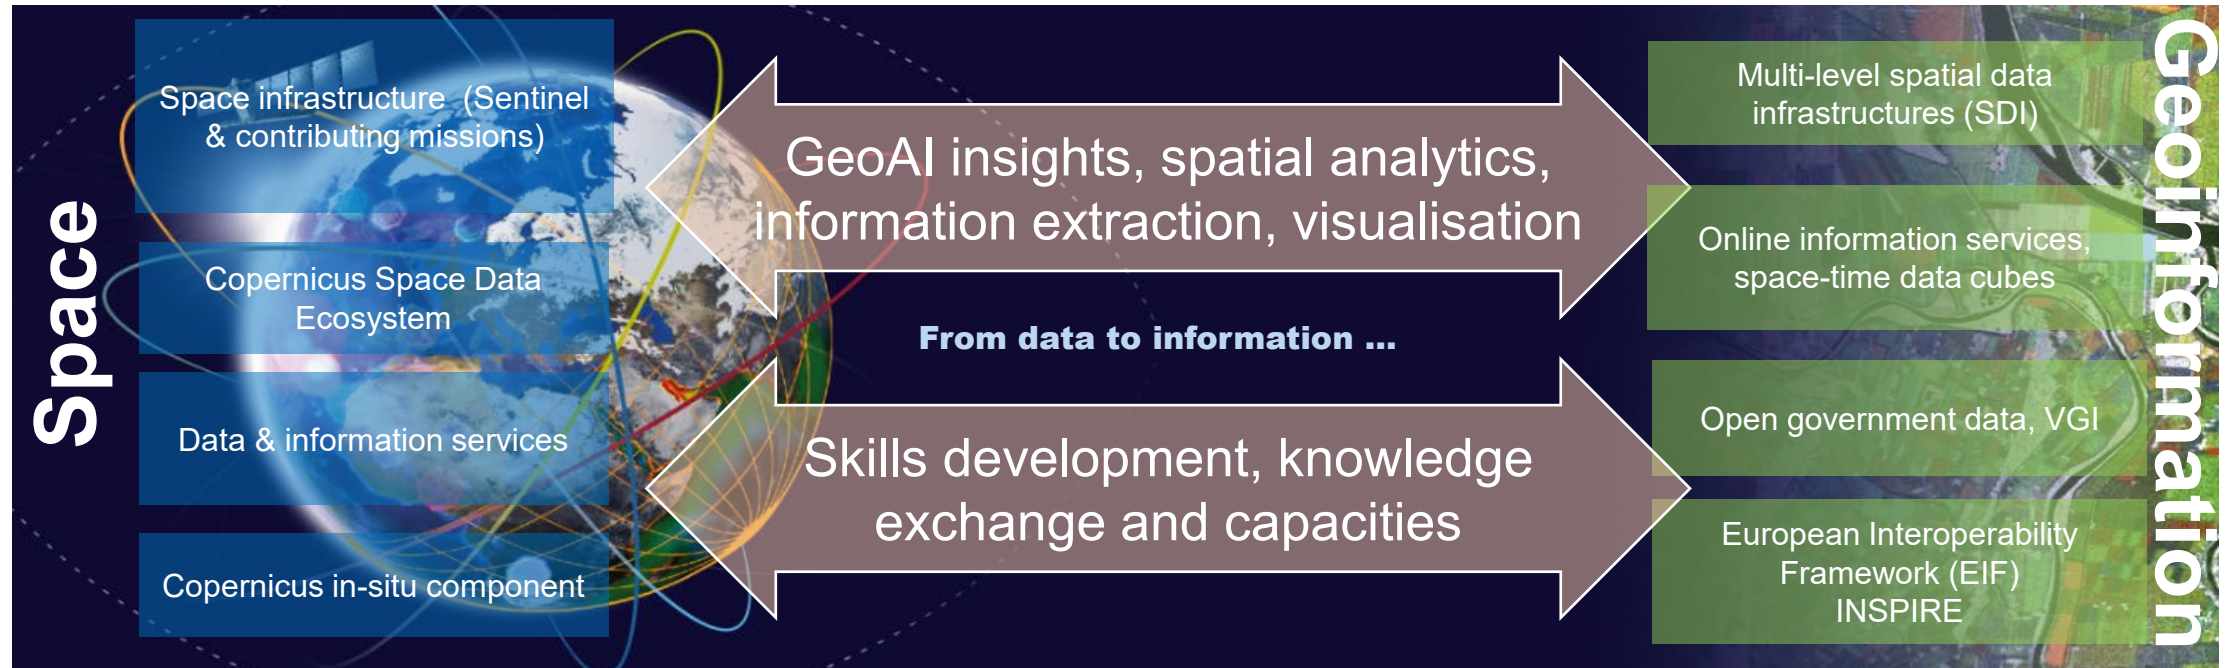 Space
Space infrastructure (Sentinel
& contributing missions)
Copernicus Space Data
Ecosystem
Data & information services
Copernicus in-situ component
GeoAI insights, spatial analytics,
information extraction, visualisation
From data to information ...
Skills development, knowledge
exchange and capacities
Multi-level spatial data
infrastructures (SDI)
Online information services,
space-time data cubes
Open government data, VGI
European Interoperability
Framework (EIF)
INSPIRE
Geoinformation